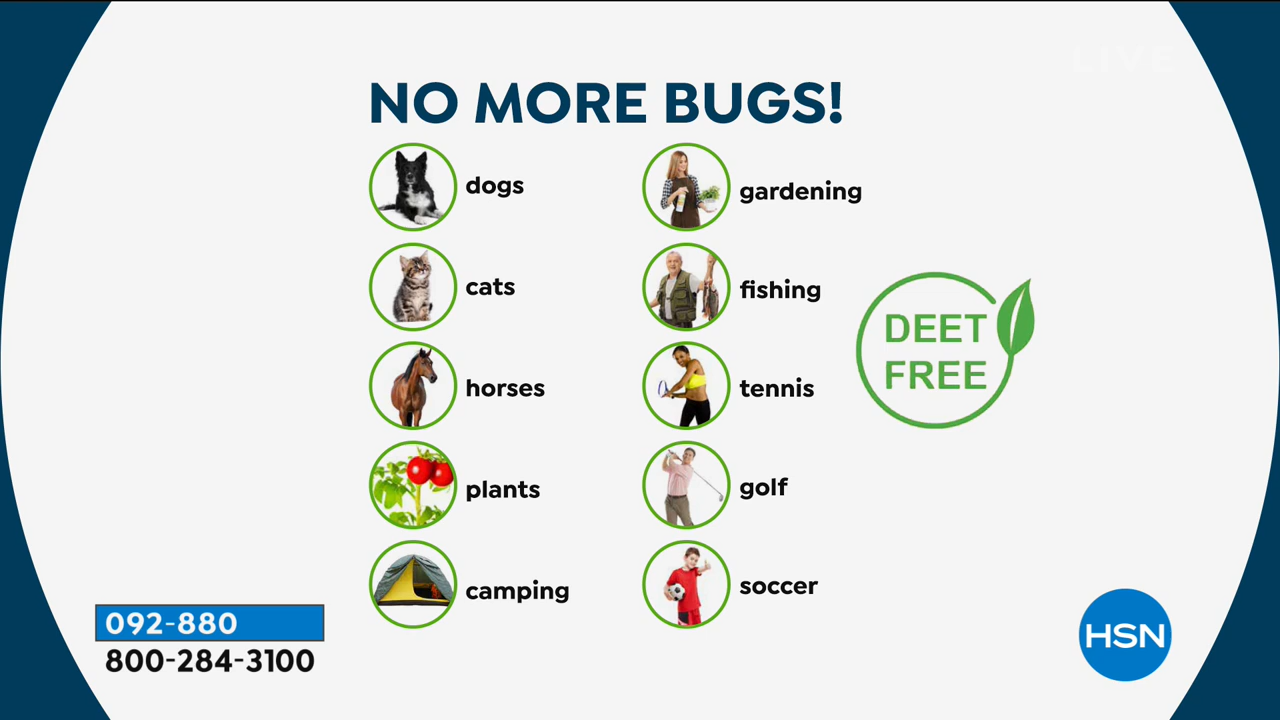 LIVE
NO MORE BUGS!
dogs
cats
horses
plants
camping
gardening
fishing
tennis
golf
soccer
DEET
FREE
092-880
800-284-3100
HSN